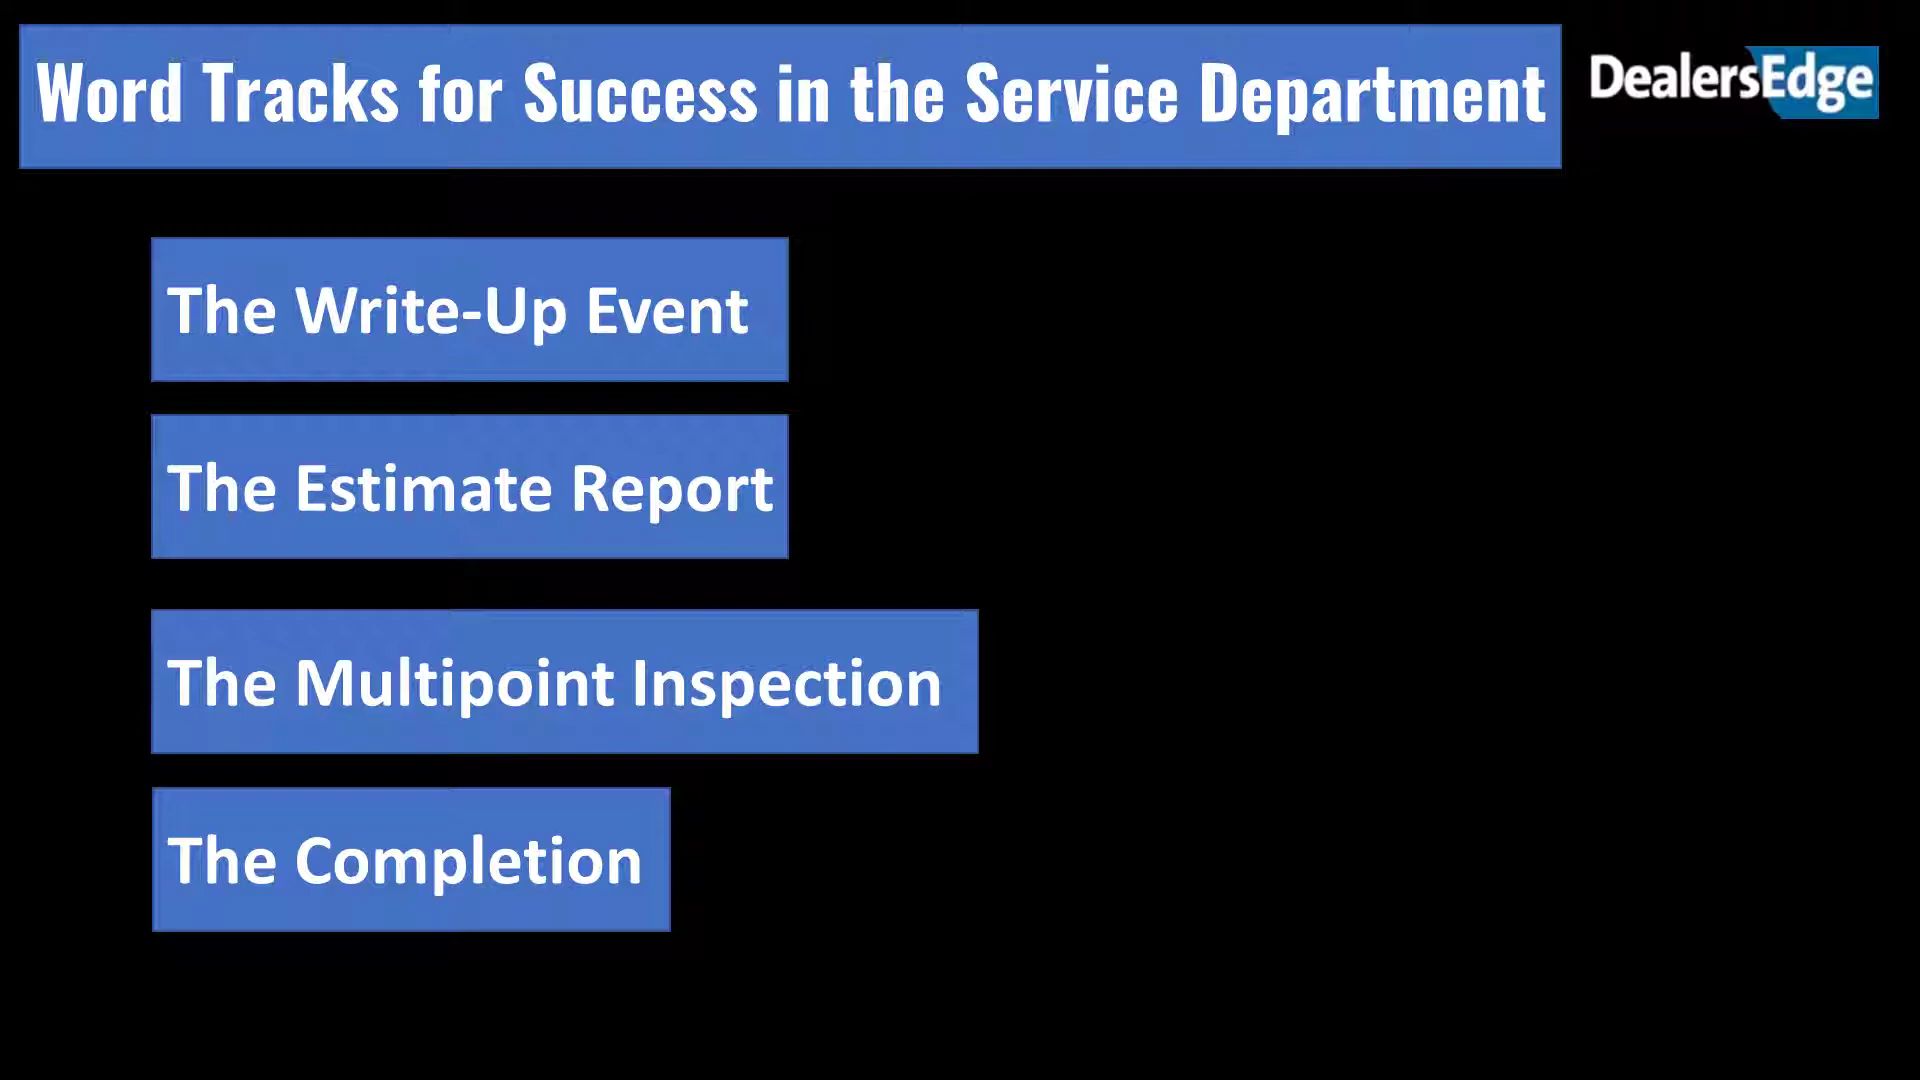 Word Tracks for Success in the Service Department
DealersEdge
The Write-Up Event
The Estimate Report
The Multipoint Inspection
The Completion